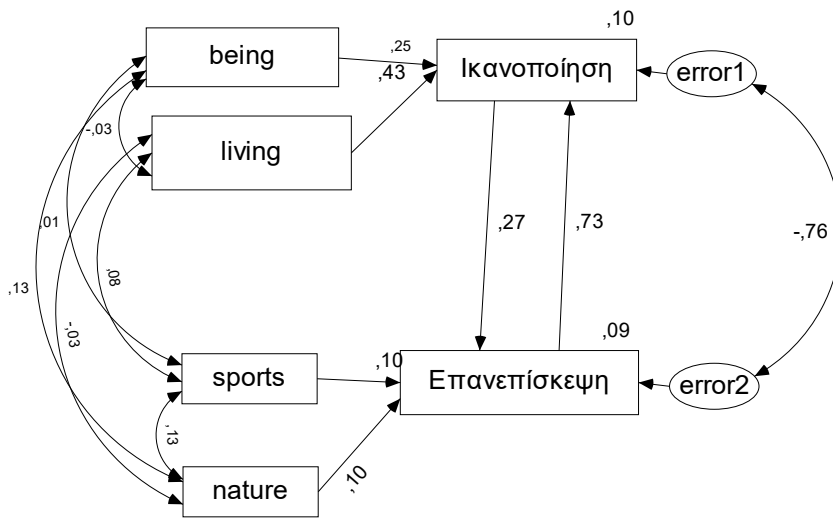 ,10
being
,25
Ικανοποίηση
error1
,43
-,03
living
,01
,27
,73
-,76
,08
,13
-,03
,09
sports
,10
Επανεπίσκεψη
error2
,13
nature
,10